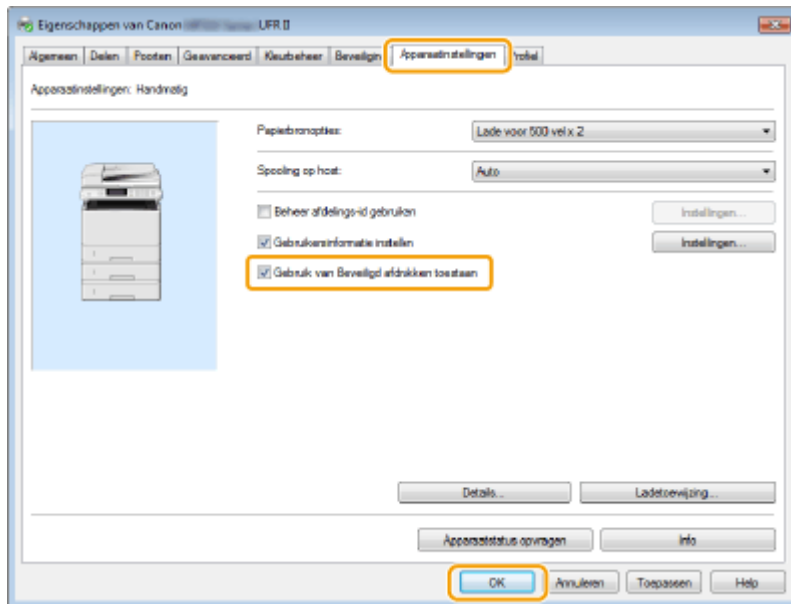 Eigenschappen van Canon UFR II
Algemeen Delen Poorten Geavanceerd Kleurbeheer Beveiligin Apparaatinstellingen Profiel
Apparaatinstellingen: Handmatig
Papierbronopties: Lade voor 500 vel x 2
Spooling op host: Auto
Beheer afdelings-id gebruiken Instellingen...
Gebruikersinformatie instellen Instellingen...
Gebruik van Beveiligd afdrukken toestaan
Details... Ladetoewijzing...
Apparaatstatus opvragen Info
OK Annuleren Toepassen Help